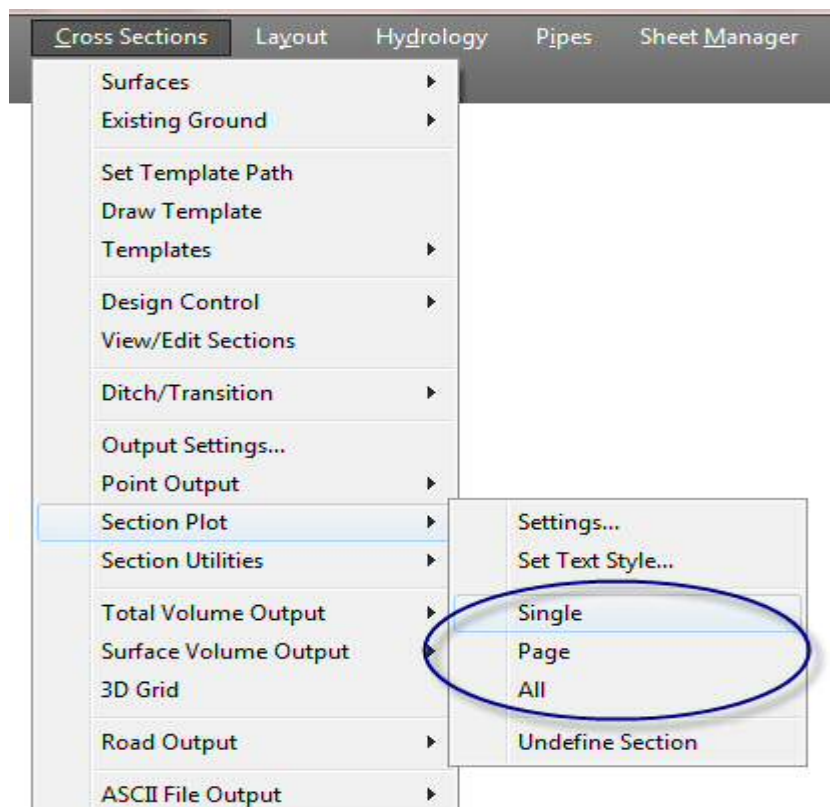 Cross Sections Layout Hydrology Pipes Sheet Manager
Surfaces
Existing Ground
Set Template Path
Draw Template
Templates
Design Control
View/Edit Sections
Ditch/Transition
Output Settings...
Point Output
Section Plot
Section Utilities
Total Volume Output
Surface Volume Output
3D Grid
Road Output
ASCII File Output
Settings...
Set Text Style...
Single
Page
All
Undefine Section